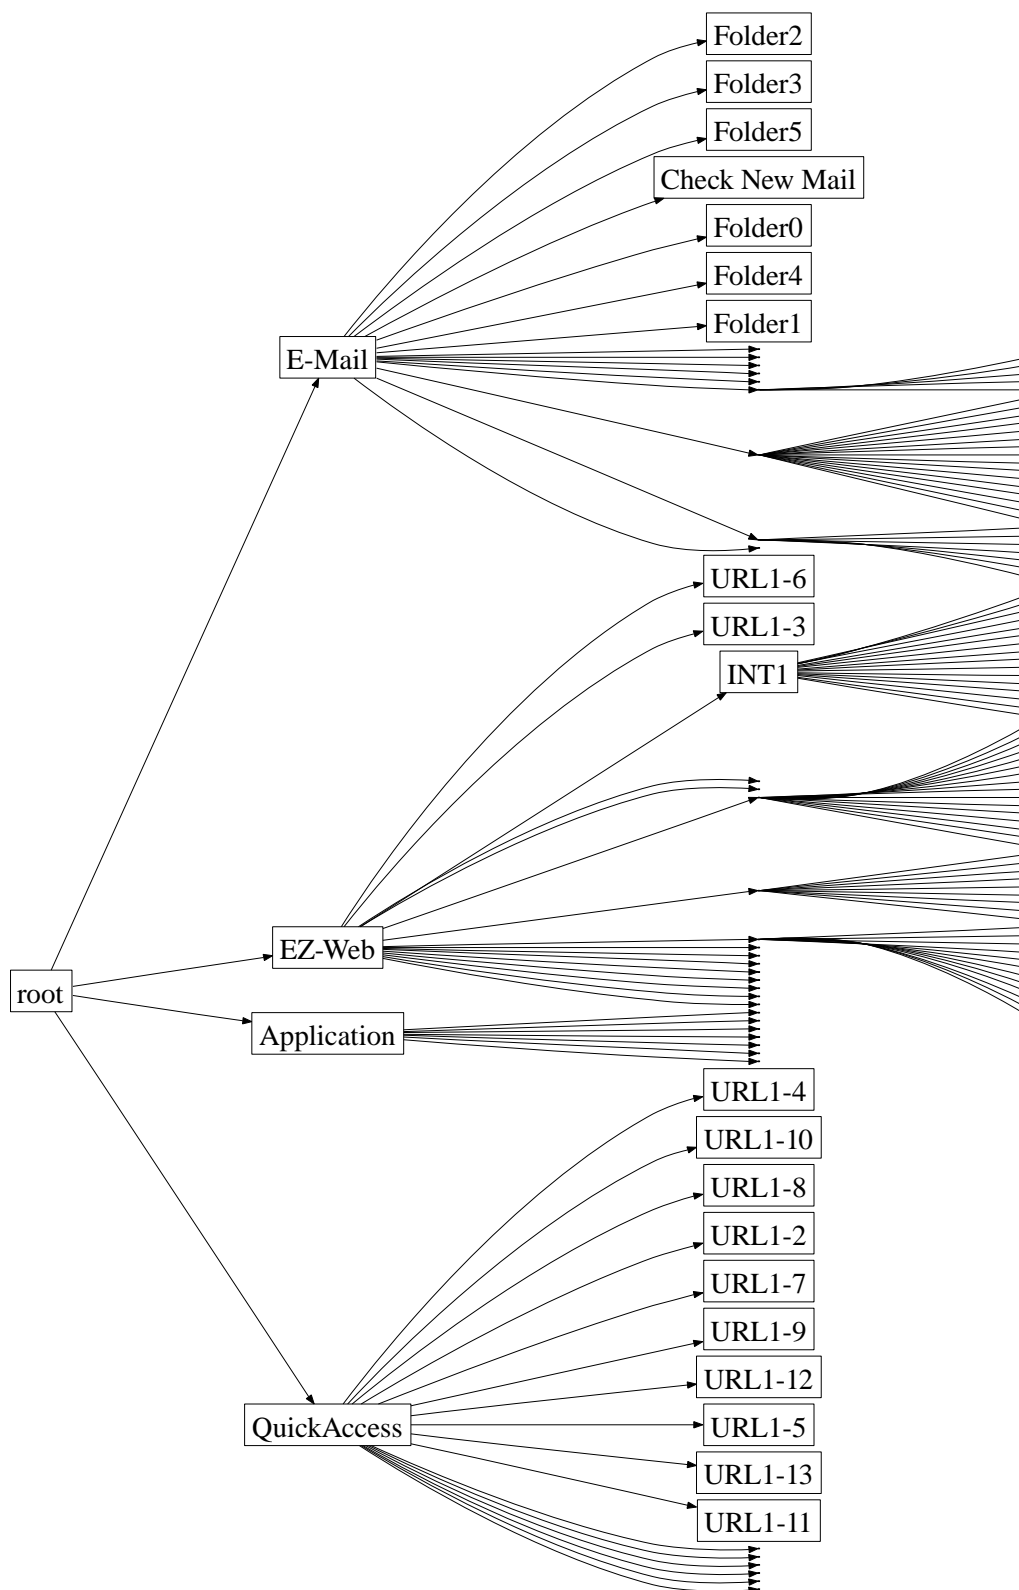 Folder2
Folder3
Folder5
Check New Mail
Folder0
Folder4
Folder1
E-Mail
URL1-6
URL1-3
INT1
EZ-Web
root
Application
URL1-4
URL1-10
URL1-8
URL1-2
URL1-7
URL1-9
URL1-12
QuickAccess
URL1-5
URL1-13
URL1-11